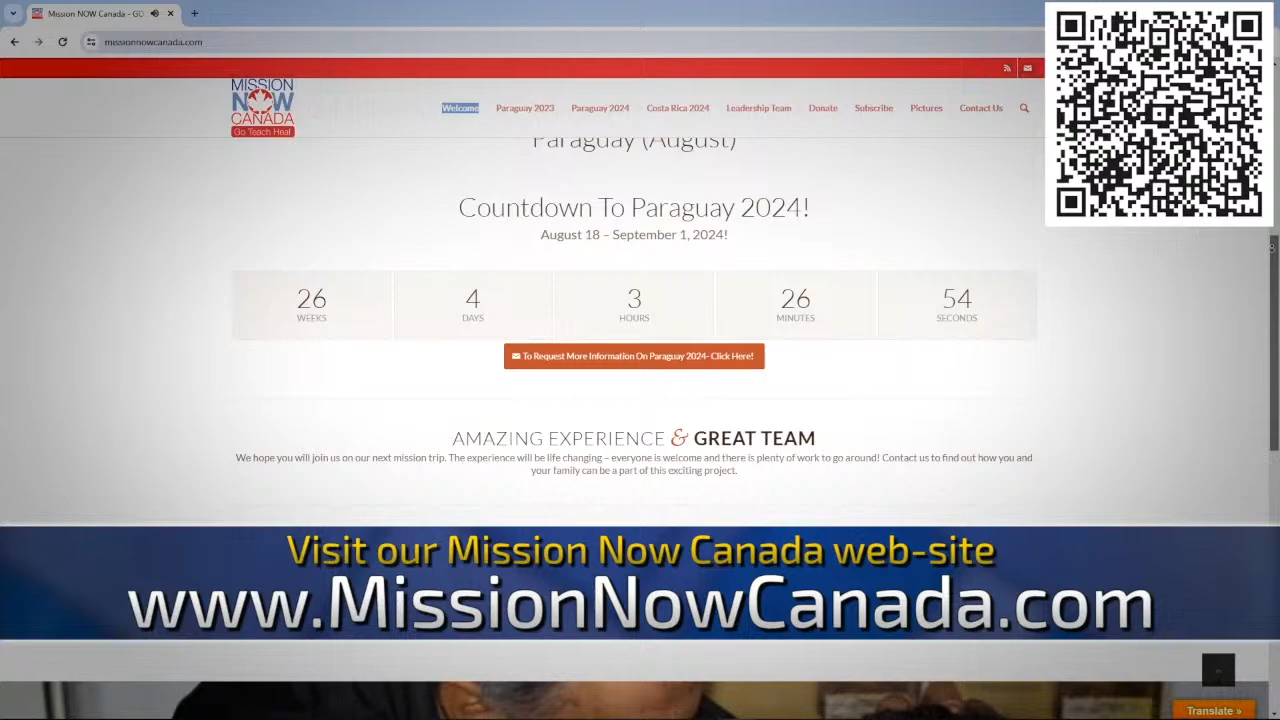 Mission NOW Canada - GO
missionnowcanada.com
MISSION
NOW
CANADA
Go Teach Heal
Welcome
Paraguay 2023
Paraguay 2024
Costa Rica 2024
Leadership Team
Donate
Subscribe
Pictures
Contact Us
Paraguay (August)
Countdown To Paraguay 2024!
August 18 – September 1, 2024!
26 4 3 26 54
WEEKS DAYS HOURS MINUTES SECONDS
To Request More Information On Paraguay 2024- Click Here!
AMAZING EXPERIENCE & GREAT TEAM
We hope you will join us on our next mission trip. The experience will be life changing – everyone is welcome and there is plenty of work to go around! Contact us to find out how you and
your family can be a part of this exciting project.
Visit our Mission Now Canada web-site
www.MissionNowCanada.com
Translate »